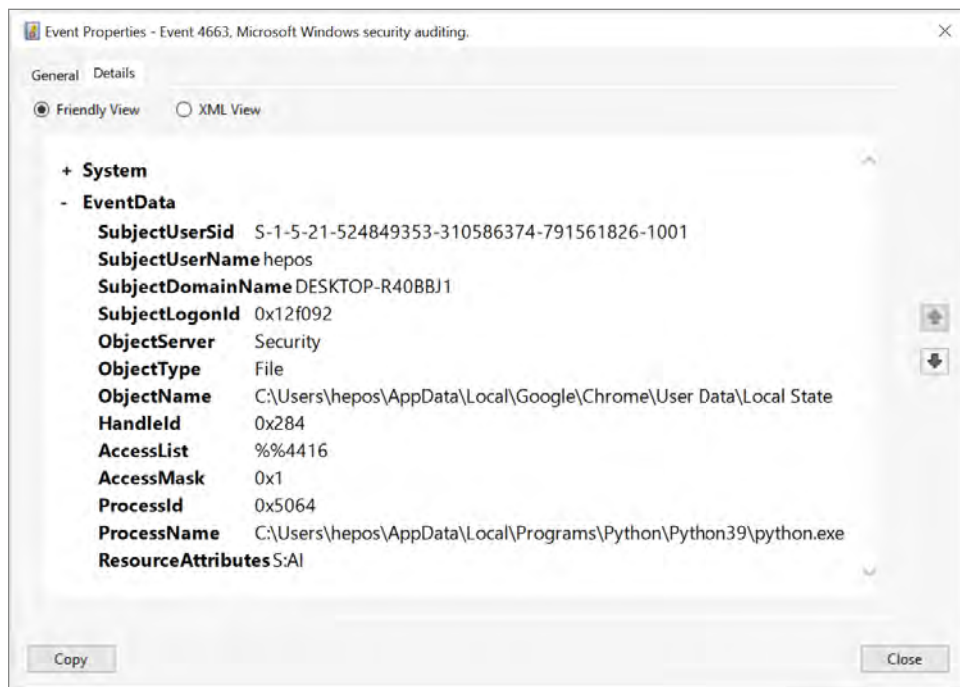 Event Properties - Event 4663, Microsoft Windows security auditing.
General Details
Friendly View XML View
+ System
- EventData
SubjectUserSid S-1-5-21-524849353-310586374-791561826-1001
SubjectUserName hepos
SubjectDomainName DESKTOP-R40BBJ1
SubjectLogonId 0x12f092
ObjectServer Security
ObjectType File
ObjectName C:\Users\hepos\AppData\Local\Google\Chrome\User Data\Local State
HandleId 0x284
AccessList %%4416
AccessMask 0x1
ProcessId 0x5064
ProcessName C:\Users\hepos\AppData\Local\Programs\Python\Python39\python.exe
ResourceAttributes S:AI
Copy Close